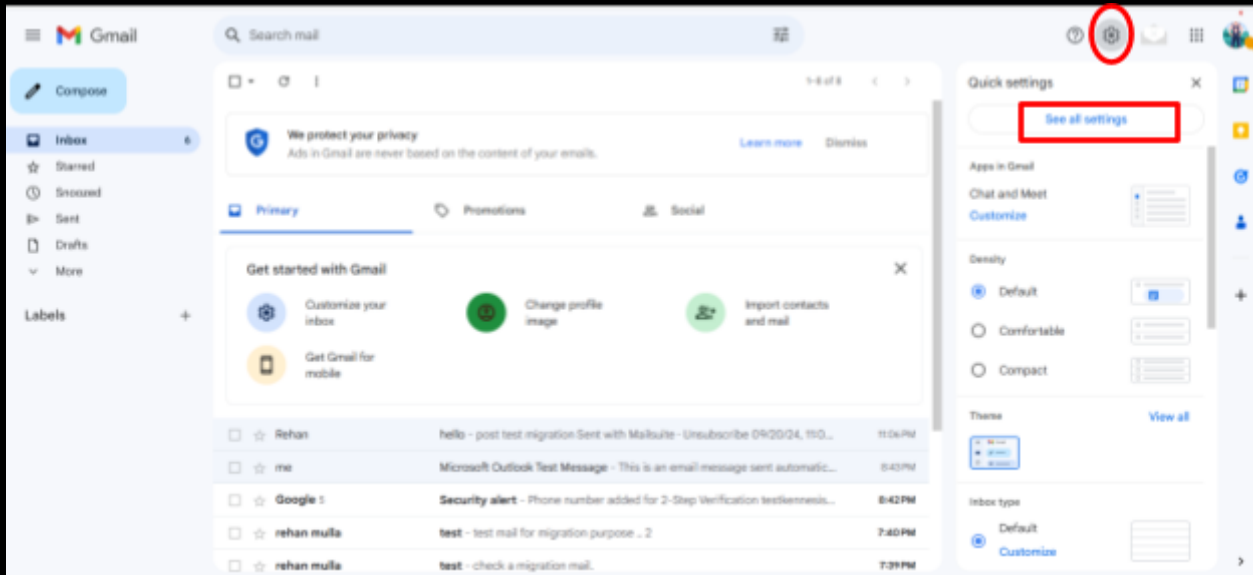 Gmail
Search mail
Compose
Inbox 6
Starred
Snoozed
Sent
Drafts
More
Labels
1-8 of 8
We protect your privacy
Ads in Gmail are never based on the content of your emails.
Learn more Dismiss
Primary Promotions Social
Get started with Gmail
Customize your
inbox
Change profile
image
Import contacts
and mail
Get Gmail for
mobile
Rehan hello - post test migration Sent with Mailsuite - Unsubscribe 09/20/24, 11:0... 11:06 PM
me Microsoft Outlook Test Message - This is an email message sent automatic... 8:43 PM
Google 5 Security alert - Phone number added for 2-Step Verification testkennesis... 8:42 PM
rehan mulla test - test mail for migration purpose .. 2 7:40 PM
rehan mulla test - check a migration mail. 7:39 PM
Quick settings
See all settings
Apps in Gmail
Chat and Meet
Customize
Density
Default
Comfortable
Compact
Theme View all
Inbox type
Default
Customize